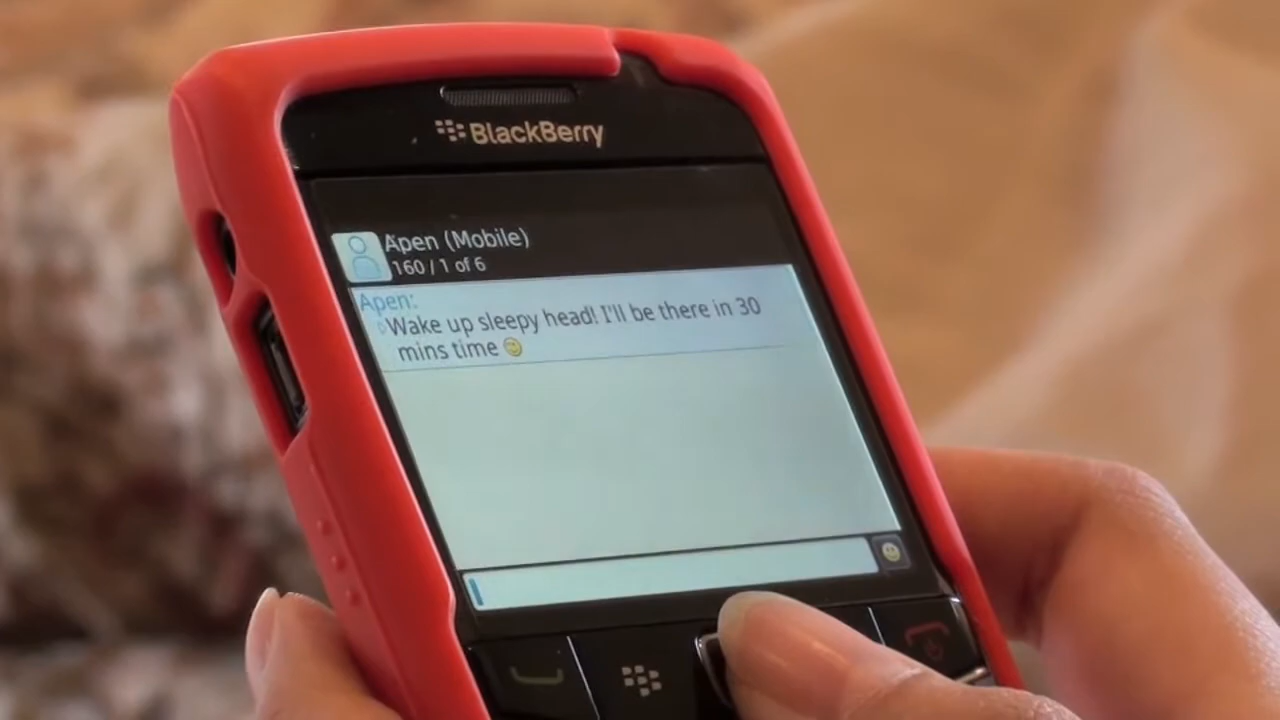 BlackBerry
Apen (Mobile)
160 / 1 of 6
Apen:
Wake up sleepy head! I'll be there in 30
mins time